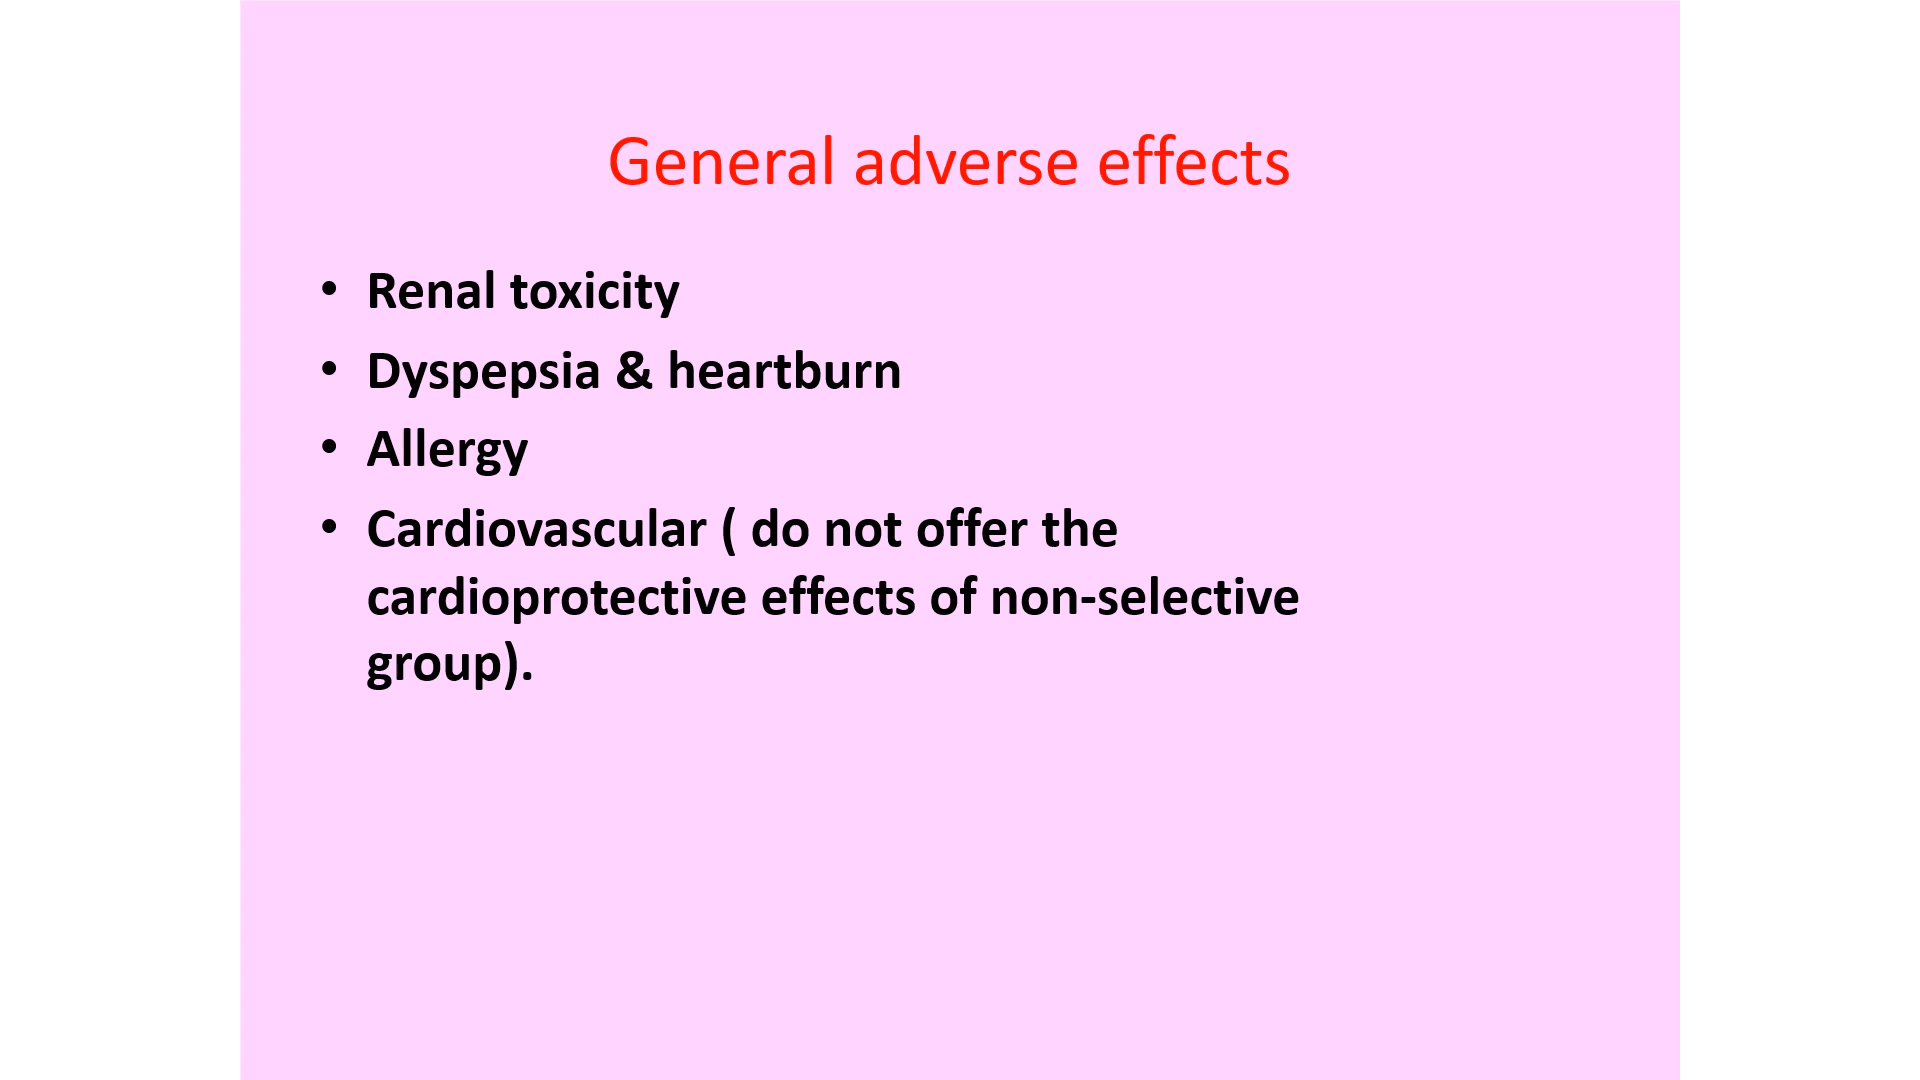 General adverse effects
• Renal toxicity
• Dyspepsia & heartburn
• Allergy
• Cardiovascular ( do not offer the
cardioprotective effects of non-selective
group).